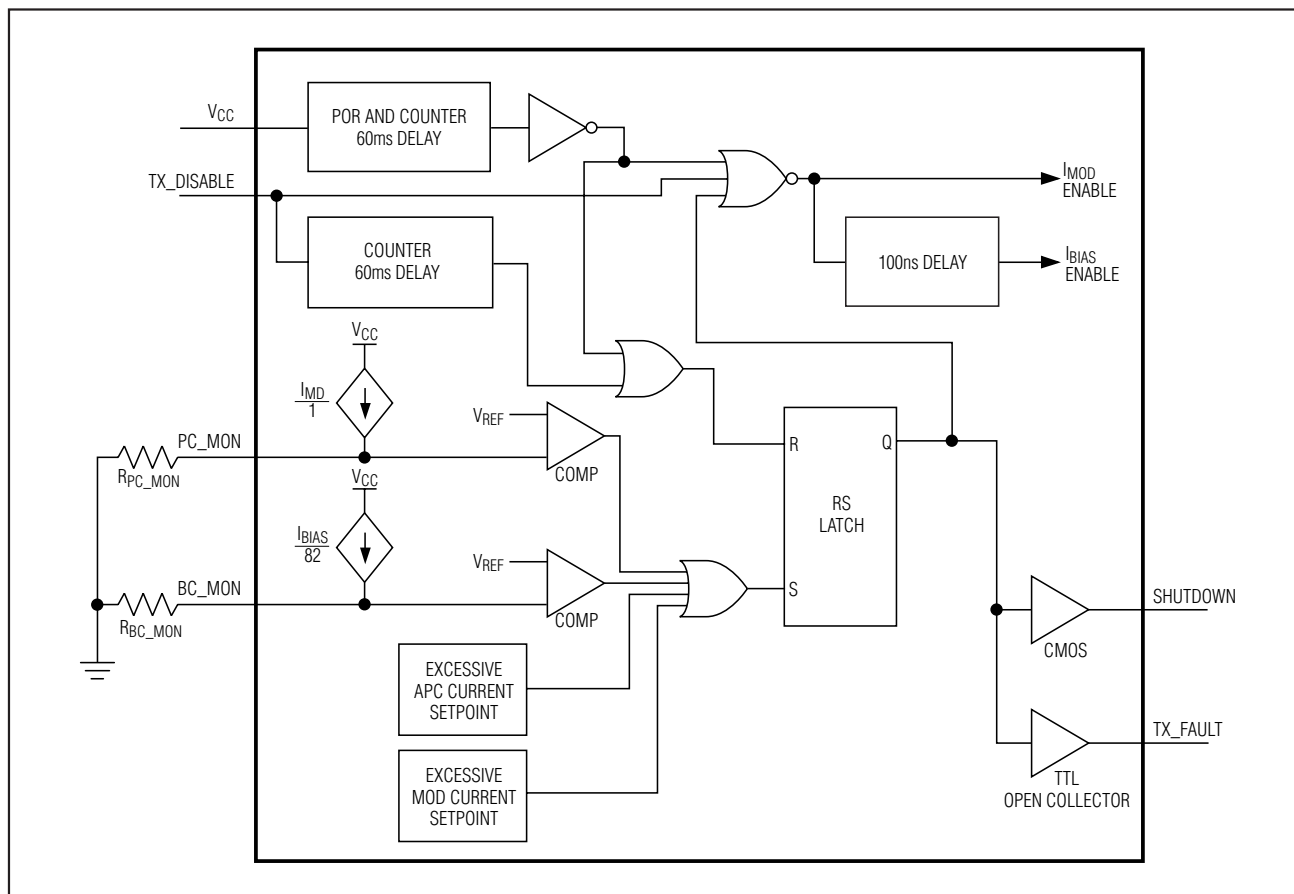 VCC
POR AND COUNTER
60ms DELAY
TX_DISABLE
IMOD
ENABLE
COUNTER
60ms DELAY
100ns DELAY
IBIAS
ENABLE
VCC
IMD
1
VREF
PC_MON
RPC_MON
COMP
R
Q
VCC
RS
LATCH
IBIAS
82
VREF
BC_MON
RBC_MON
COMP
S
SHUTDOWN
CMOS
EXCESSIVE
APC CURRENT
SETPOINT
TX_FAULT
EXCESSIVE
MOD CURRENT
SETPOINT
TTL
OPEN COLLECTOR